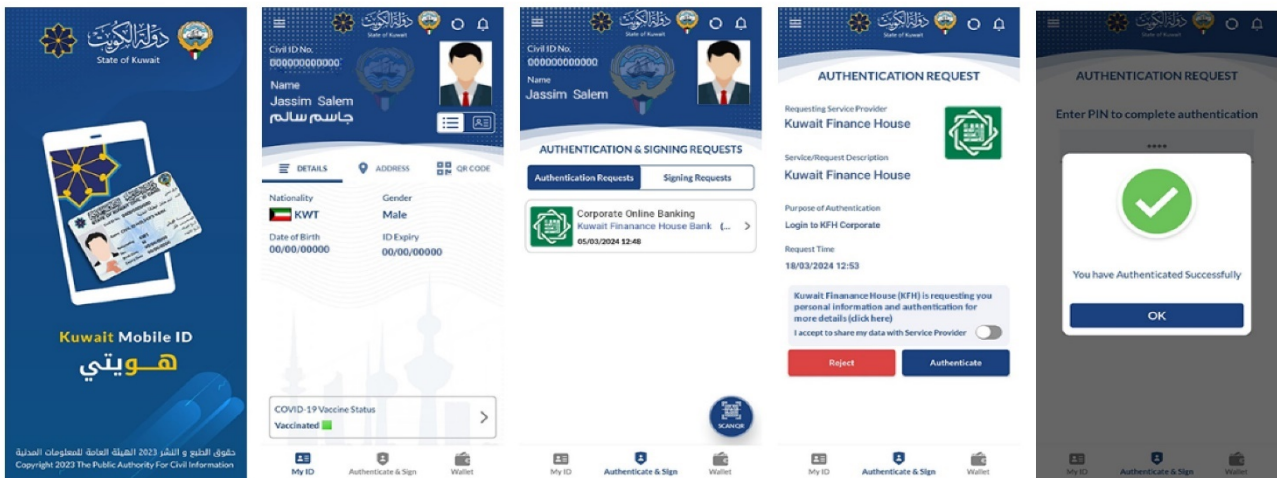 دولة الكويت
State of Kuwait
Kuwait Mobile ID
هــويتي
حقوق الطبع و النشر 2023 الهيئة العامة للمعلومات المدنية
Copyright 2023 The Public Authority For Civil Information
دولة الكويت
State of Kuwait
Civil ID No.
000000000000
Name
Jassim Salem
جاسم سالم
DETAILS
ADDRESS
QR CODE
Nationality
Gender
KWT
Male
Date of Birth
ID Expiry
00/00/00000
00/00/00000
COVID-19 Vaccine Status
Vaccinated
My ID
Authenticate & Sign
Wallet
دولة الكويت
State of Kuwait
Civil ID No.
000000000000
Name
Jassim Salem
AUTHENTICATION & SIGNING REQUESTS
Authentication Requests
Signing Requests
Corporate Online Banking
Kuwait Finanance House Bank (...
05/03/2024 12:48
SCAN QR
My ID
Authenticate & Sign
Wallet
دولة الكويت
State of Kuwait
AUTHENTICATION REQUEST
Requesting Service Provider
Kuwait Finance House
Service/Request Description
Kuwait Finance House
Purpose of Authentication
Login to KFH Corporate
Request Time
18/03/2024 12:53
Kuwait Finanance House (KFH) is requesting you
personal information and authentication for
more details (click here)
I accept to share my data with Service Provider
Reject
Authenticate
My ID
Authenticate & Sign
Wallet
دولة الكويت
State of Kuwait
AUTHENTICATION REQUEST
Enter PIN to complete authentication
****
You have Authenticated Successfully
OK
My ID
Authenticate & Sign
Wallet